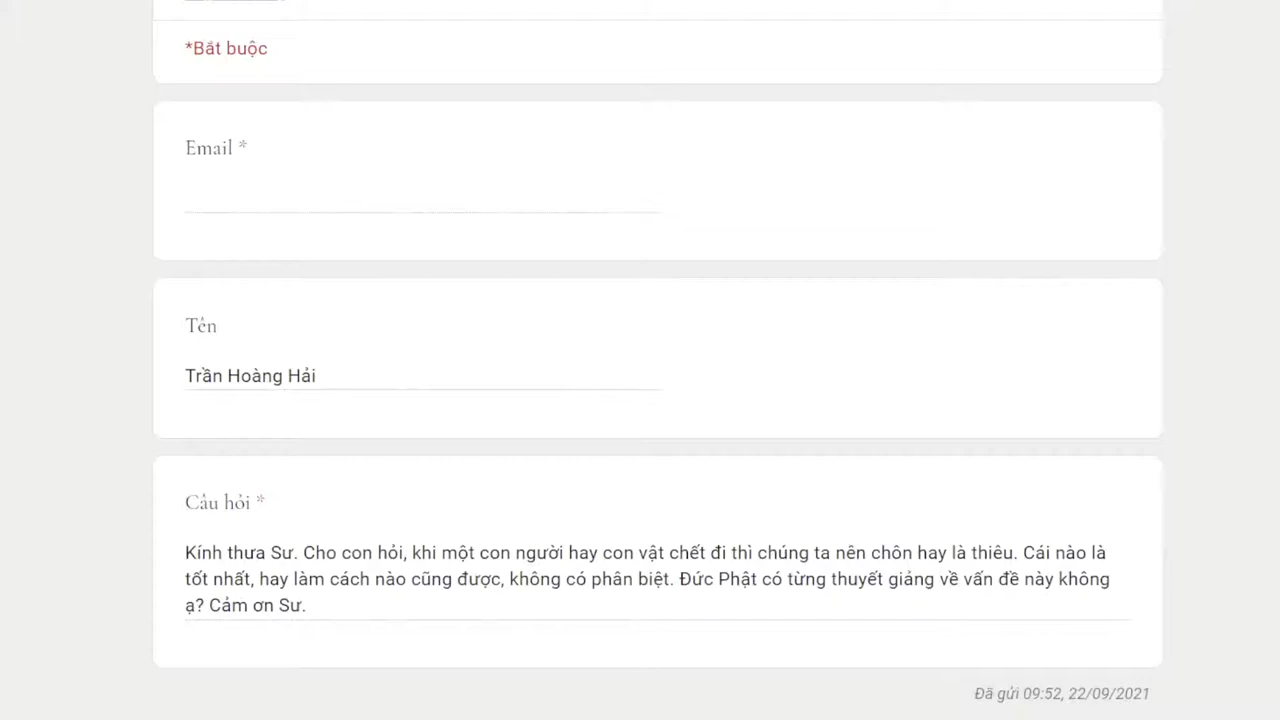 *Bắt buộc
Email *
Tên
Trần Hoàng Hải
Câu hỏi *
Kính thưa Sư. Cho con hỏi, khi một con người hay con vật chết đi thì chúng ta nên chôn hay là thiêu. Cái nào là
tốt nhất, hay làm cách nào cũng được, không có phân biệt. Đức Phật có từng thuyết giảng về vấn đề này không
ạ? Cảm ơn Sư.
Đã gửi 09:52, 22/09/2021